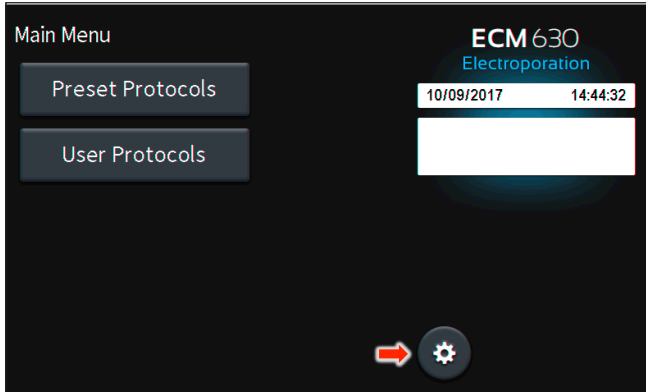 Main Menu
Preset Protocols
User Protocols
ECM 630
Electroporation
10/09/2017 14:44:32